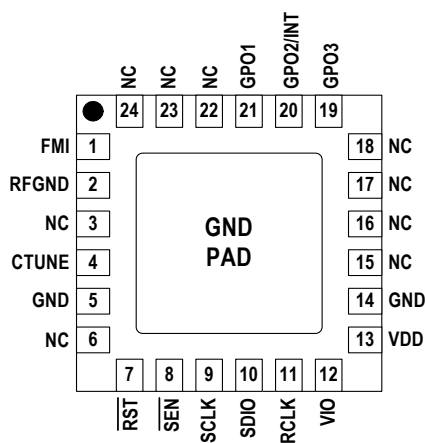 NC
NC
NC
GPO1
GPO2/INT
GPO3
24
23
22
21
20
19
FMI 1
RFGND 2
NC 3
CTUNE 4
GND 5
NC 6
GND
PAD
18 NC
17 NC
16 NC
15 NC
14 GND
13 VDD
7
8
9
10
11
12
RST
SEN
SCLK
SDIO
RCLK
VIO